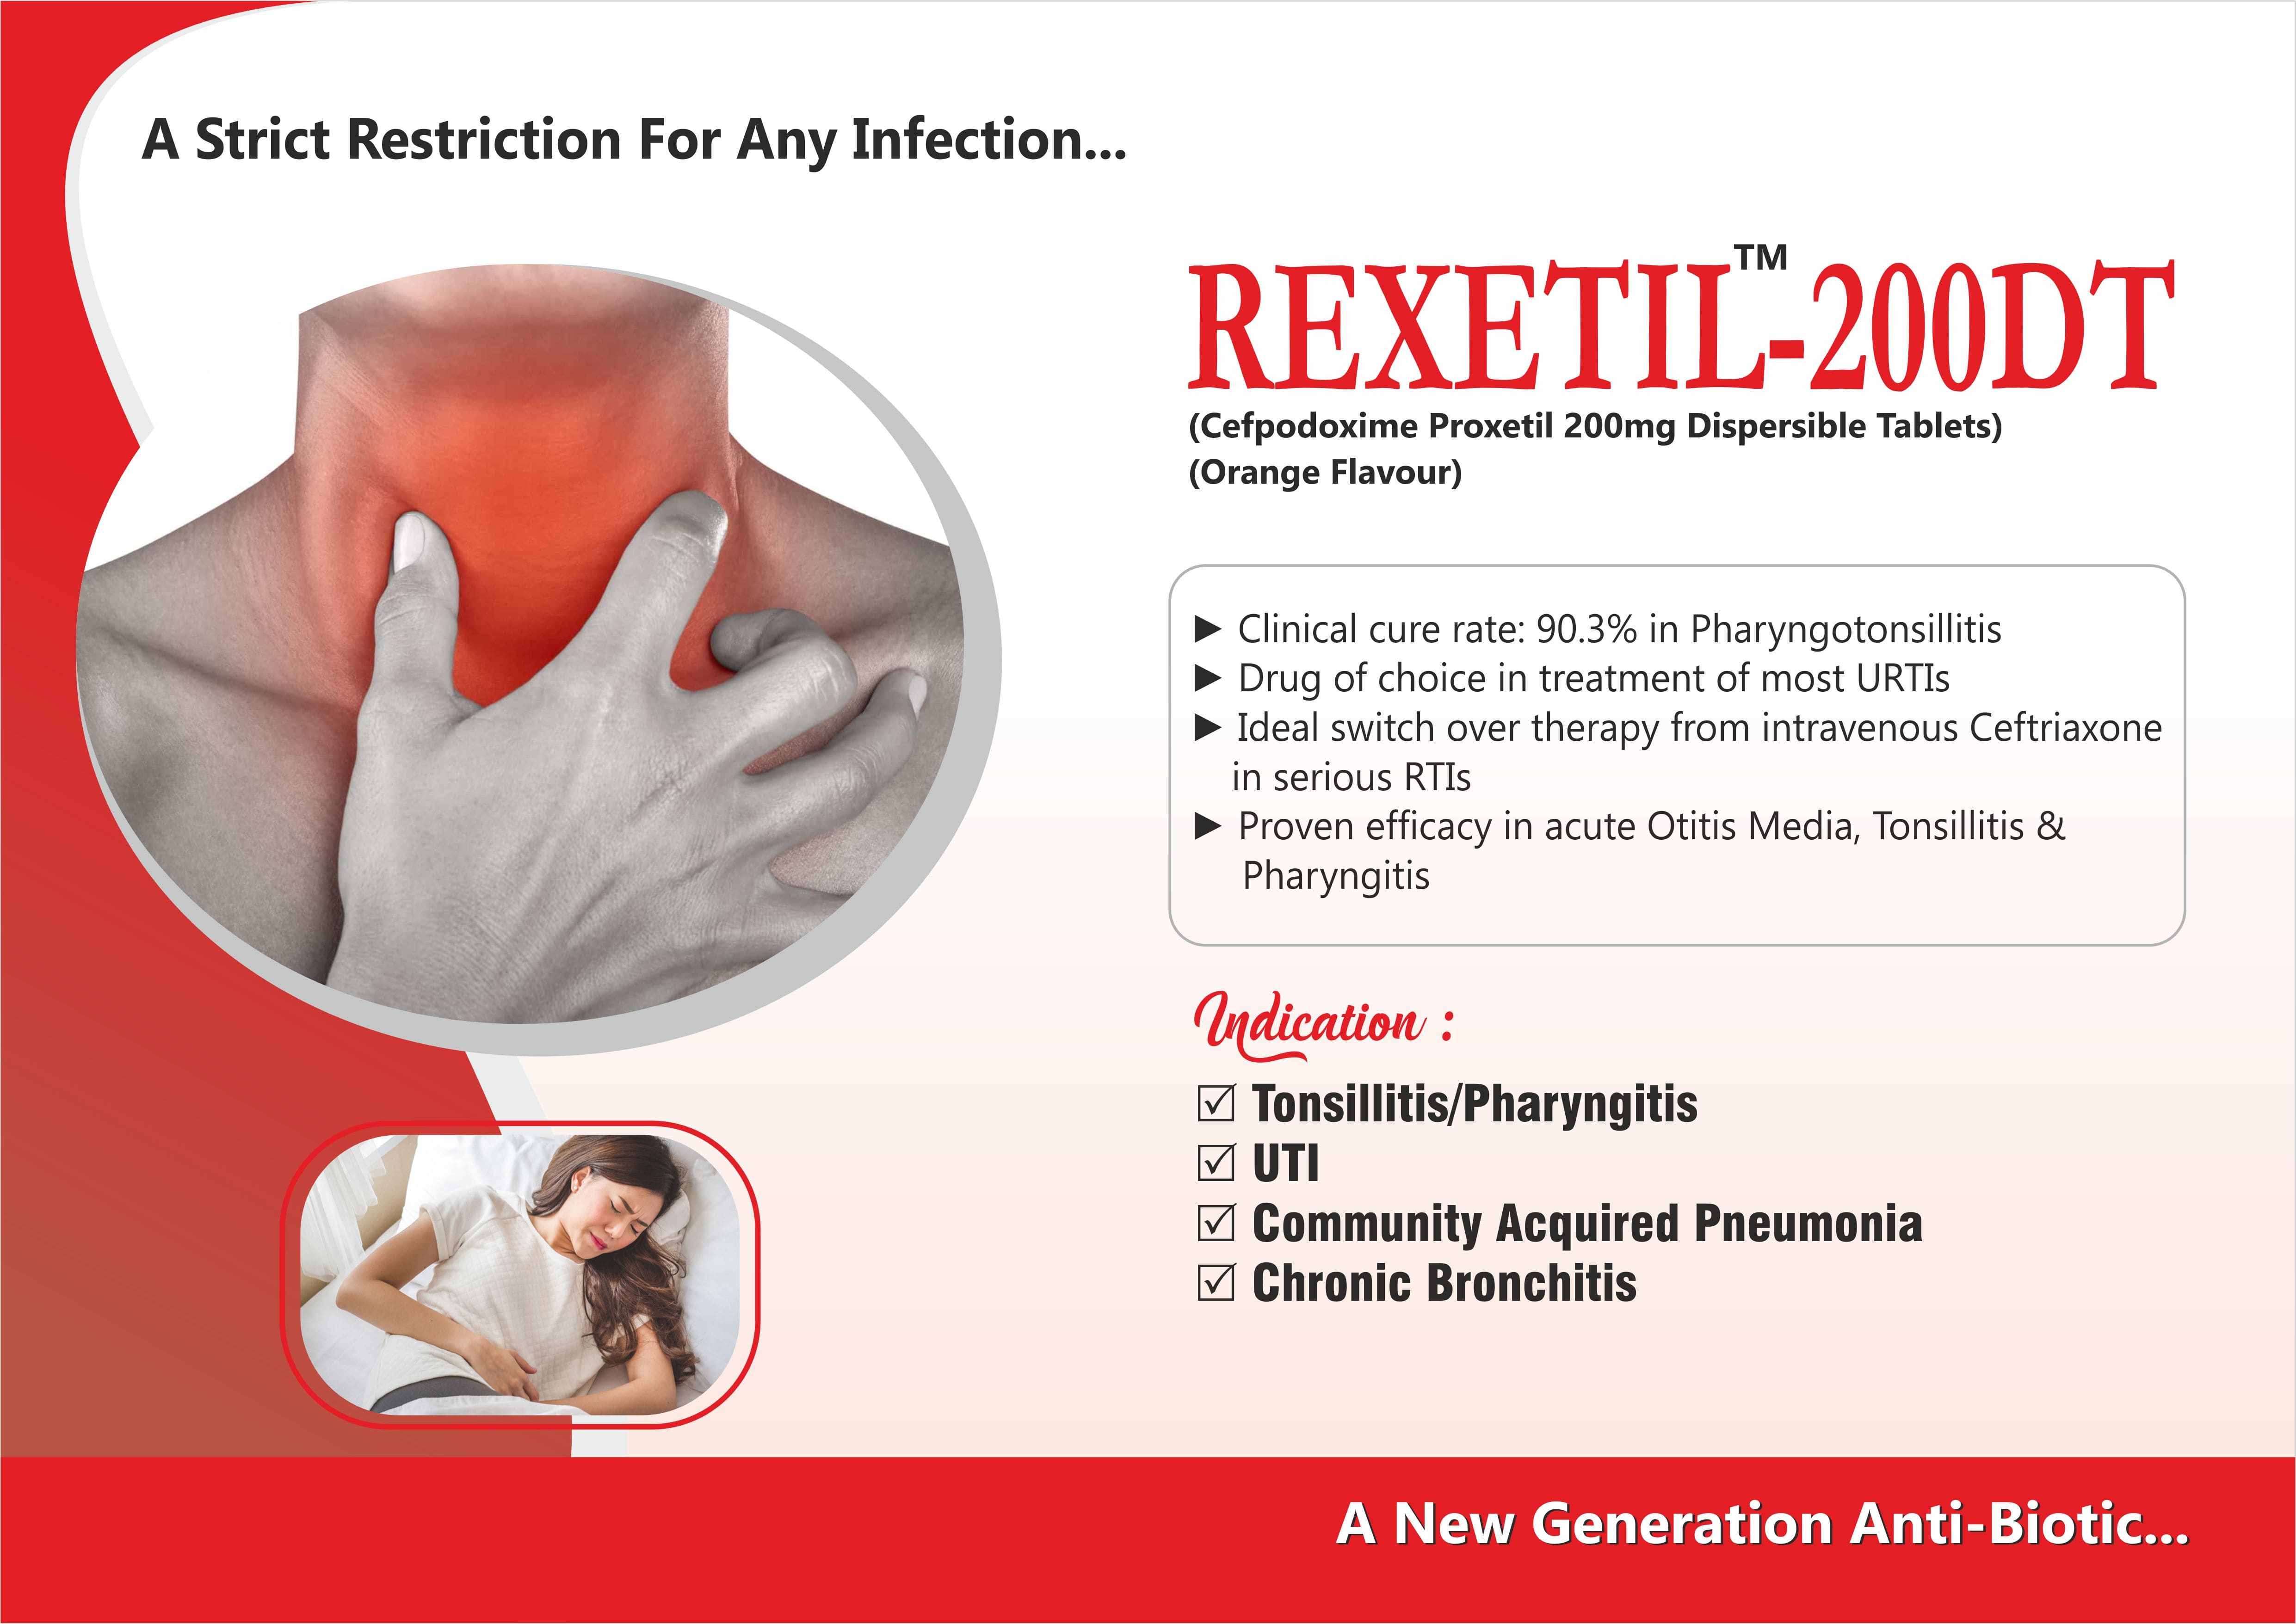 A Strict Restriction For Any Infection...
REXETIL™-200DT
(Cefpodoxime Proxetil 200mg Dispersible Tablets)
(Orange Flavour)
► Clinical cure rate: 90.3% in Pharyngotonsillitis
► Drug of choice in treatment of most URTIs
► Ideal switch over therapy from intravenous Ceftriaxone
in serious RTIs
► Proven efficacy in acute Otitis Media, Tonsillitis &
Pharyngitis
Indication :
☑ Tonsillitis/Pharyngitis
☑ UTI
☑ Community Acquired Pneumonia
☑ Chronic Bronchitis
A New Generation Anti-Biotic...